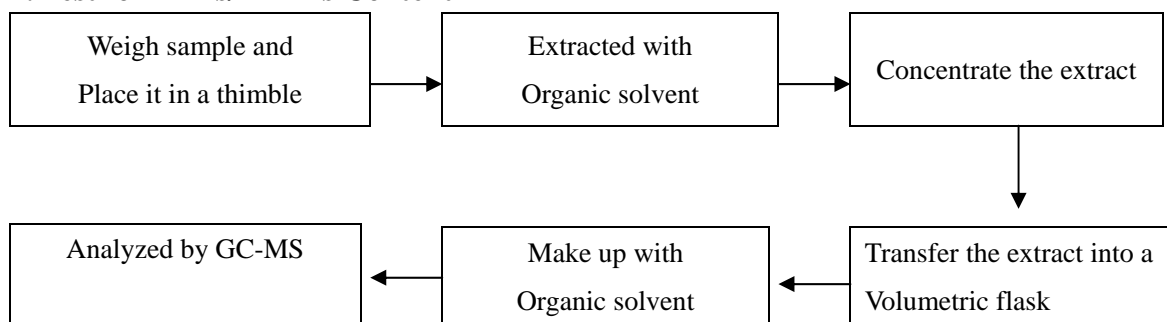 Weigh sample and
Place it in a thimble
Extracted with
Organic solvent
Concentrate the extract
Transfer the extract into a
Volumetric flask
Make up with
Organic solvent
Analyzed by GC-MS